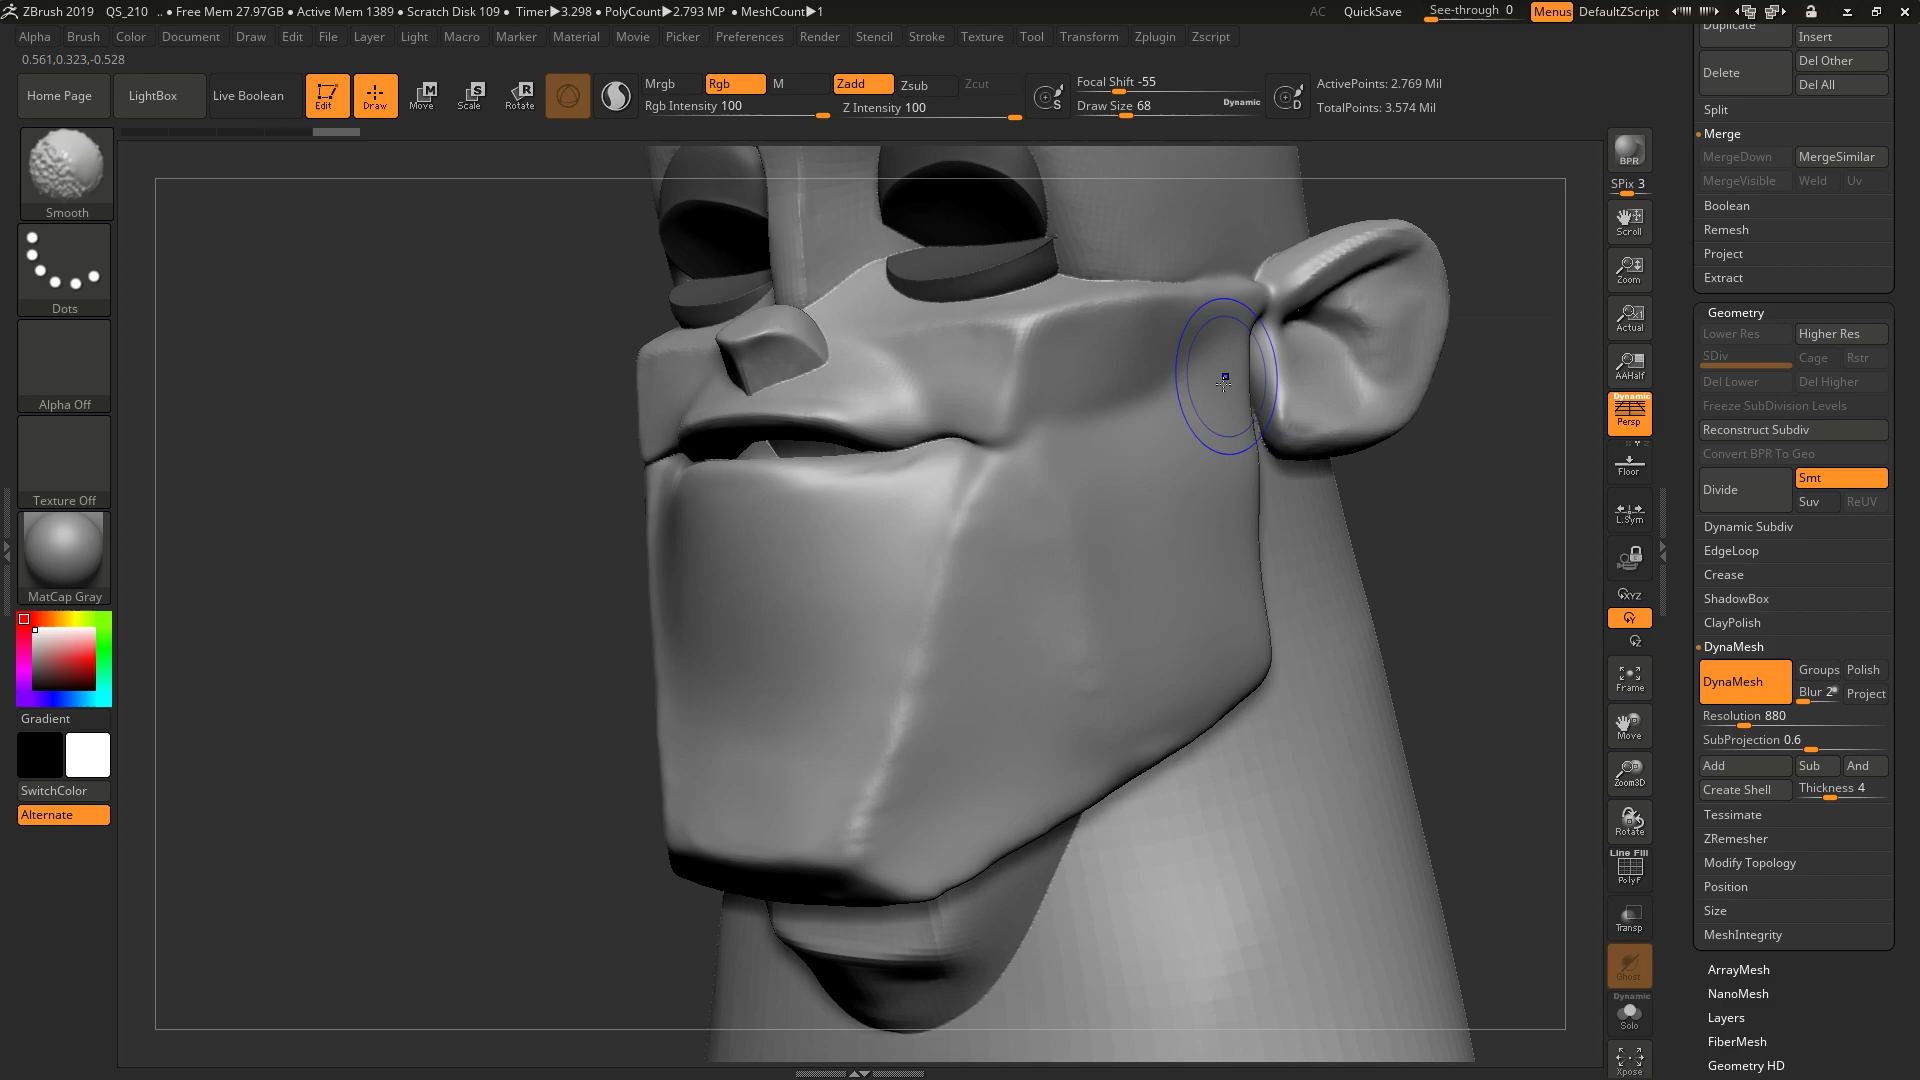 ZBrush 2019 QS_210 .. • Free Mem 27.97GB • Active Mem 1389 • Scratch Disk 109 • Timer▶3.298 • PolyCount▶2.793 MP • MeshCount▶1 AC QuickSave See-through 0 Menus DefaultZScript
Alpha Brush Color Document Draw Edit File Layer Light Macro Marker Material Movie Picker Preferences Render Stencil Stroke Texture Tool Transform Zplugin Zscript
0.561,0.323,-0.528
Home Page LightBox Live Boolean Edit Draw Move Scale Rotate
Mrgb Rgb M Zadd Zsub Zcut
Rgb Intensity 100 Z Intensity 100
S Focal Shift -55
Draw Size 68 Dynamic D
ActivePoints: 2.769 Mil
TotalPoints: 3.574 Mil
Smooth
Dots
Alpha Off
Texture Off
MatCap Gray
Gradient
SwitchColor
Alternate
BPR
SPix 3
Scroll
Zoom
Actual
AAHalf
Dynamic
Persp
Floor
L.Sym
XYZ
Y
Z
Frame
Move
Zoom3D
Rotate
Line Fill
PolyF
Transp
Ghost
Dynamic
Solo
Xpose
Duplicate Insert
Delete Del Other
Del All
Split
Merge
MergeDown MergeSimilar
MergeVisible Weld Uv
Boolean
Remesh
Project
Extract
Geometry
Lower Res Higher Res
SDiv Cage Rstr
Del Lower Del Higher
Freeze SubDivision Levels
Reconstruct Subdiv
Convert BPR To Geo
Divide Smt
Suv ReUV
Dynamic Subdiv
EdgeLoop
Crease
ShadowBox
ClayPolish
DynaMesh
DynaMesh Groups Polish
Blur 2 Project
Resolution 880
SubProjection 0.6
Add Sub And
Create Shell Thickness 4
Tessimate
ZRemesher
Modify Topology
Position
Size
MeshIntegrity
ArrayMesh
NanoMesh
Layers
FiberMesh
Geometry HD